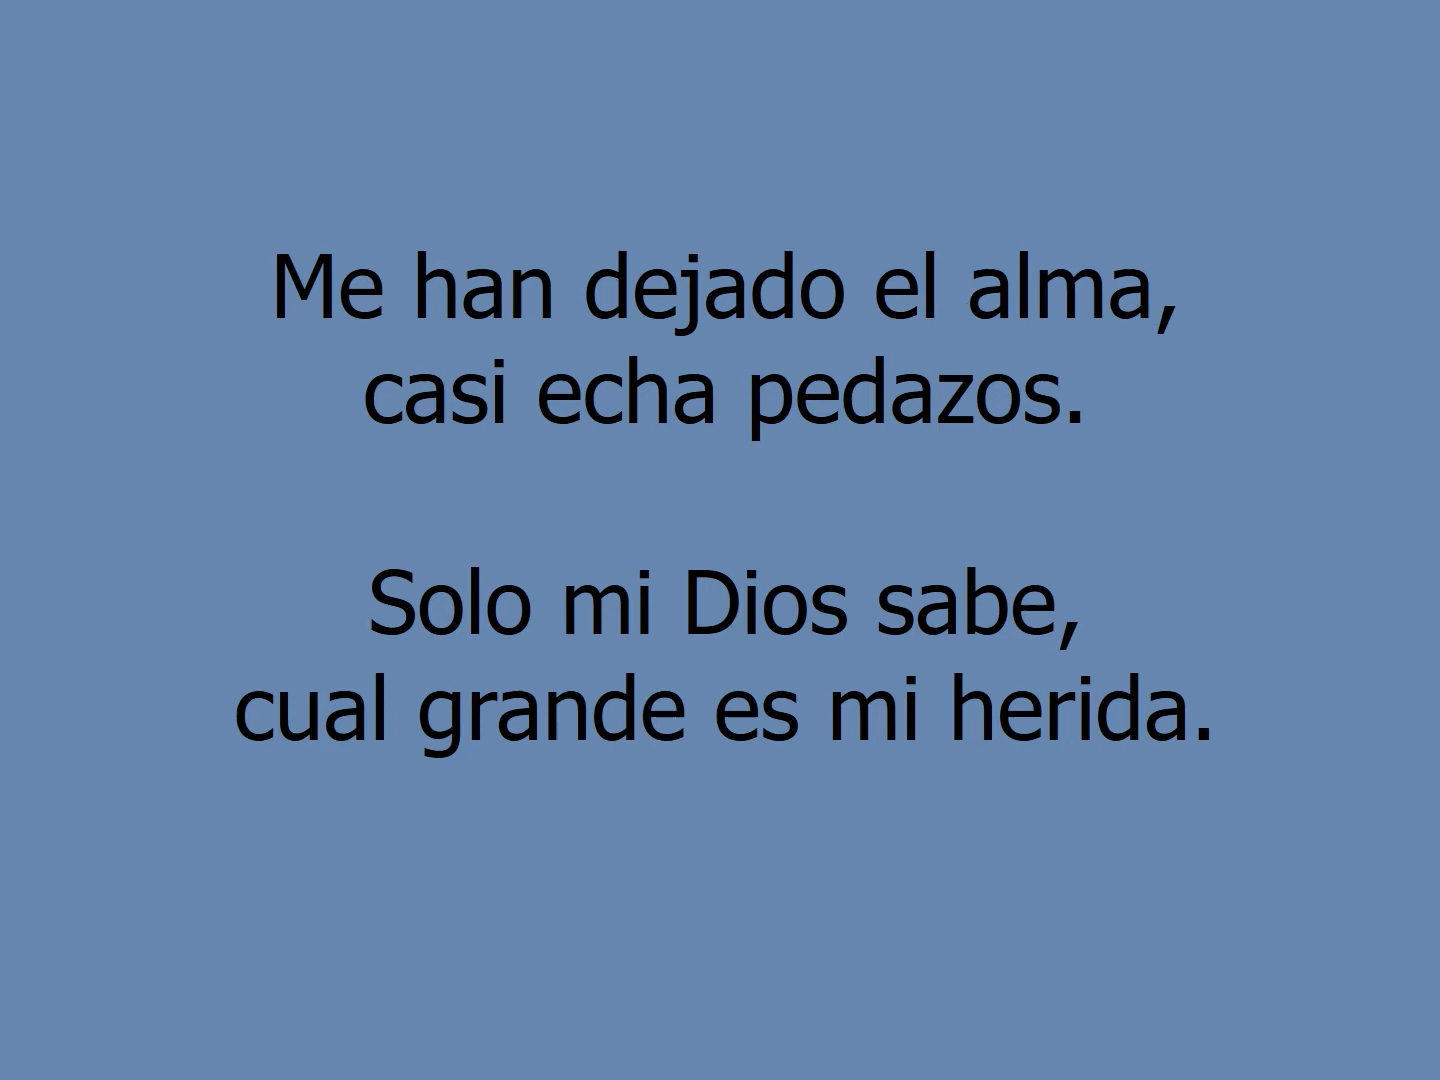 Me han dejado el alma,
casi echa pedazos.
Solo mi Dios sabe,
cual grande es mi herida.